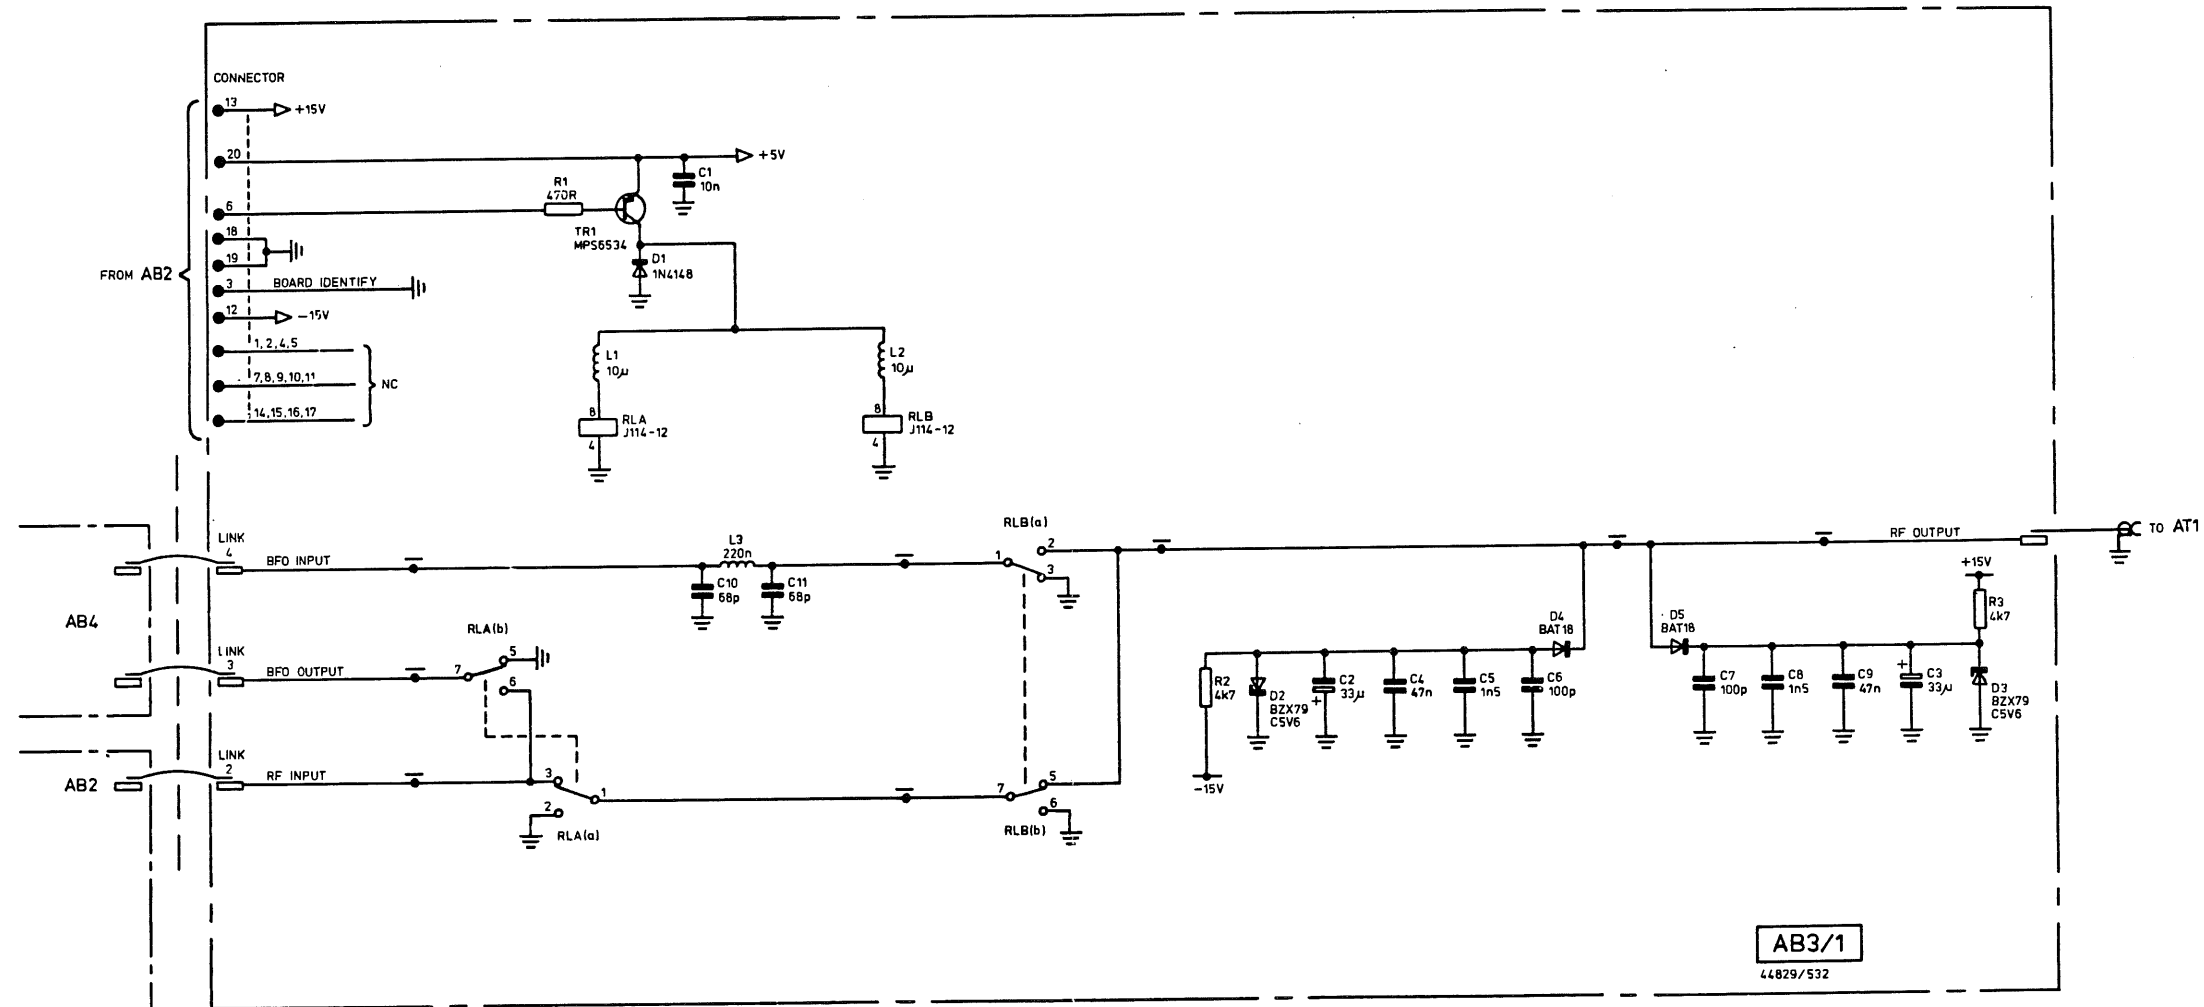 CONNECTOR
13
+15V
20
+5V
C1
10n
R1
470R
6
TR1
MPS6534
18
19
D1
1N4148
FROM AB2
3
BOARD IDENTIFY
12
-15V
1,2,4,5
7,8,9,10,11
NC
14,15,16,17
L1
10µ
L2
10µ
8
RLA
J114-12
4
8
RLB
J114-12
4
LINK
4
BFO INPUT
L3
220n
C10
68p
C11
68p
RLB(a)
1
2
3
RF OUTPUT
TO AT1
AB4
LINK
3
BFO OUTPUT
RLA(b)
7
5
6
AB2
LINK
2
RF INPUT
3
2
1
RLA(a)
7
5
6
RLB(b)
R2
4k7
-15V
D2
BZX79
C5V6
C2
33µ
+
C4
47n
C5
1n5
C6
100p
D4
BAT18
D5
BAT18
C7
100p
C8
1n5
C9
47n
+
C3
33µ
+15V
R3
4k7
D3
BZX79
C5V6
AB3/1
44829/532